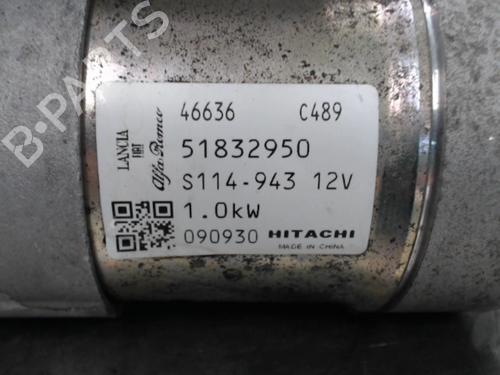 46636 C489
51832950
S114-943 12V
1.0kW
090930 HITACHI
MADE IN CHINA
LANCIA
FIAT
Alfa Romeo
B-PARTS